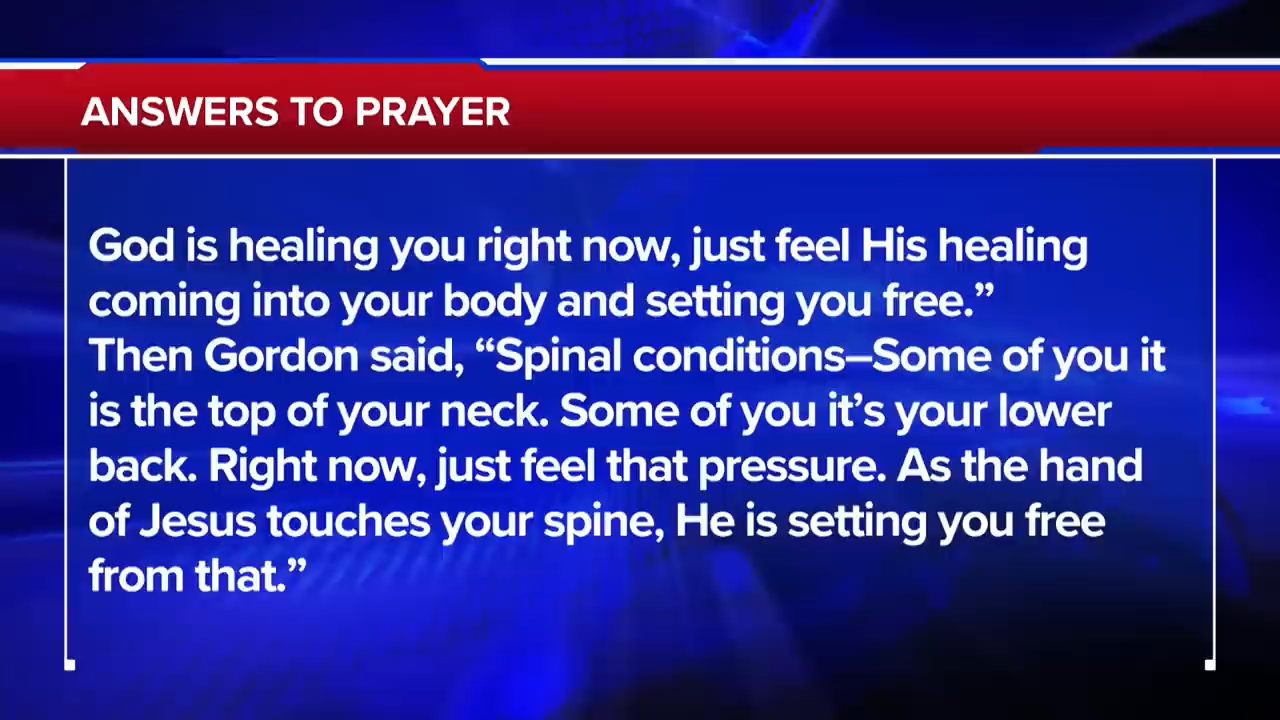 ANSWERS TO PRAYER
God is healing you right now, just feel His healing
coming into your body and setting you free.”
Then Gordon said, “Spinal conditions–Some of you it
is the top of your neck. Some of you it’s your lower
back. Right now, just feel that pressure. As the hand
of Jesus touches your spine, He is setting you free
from that.”